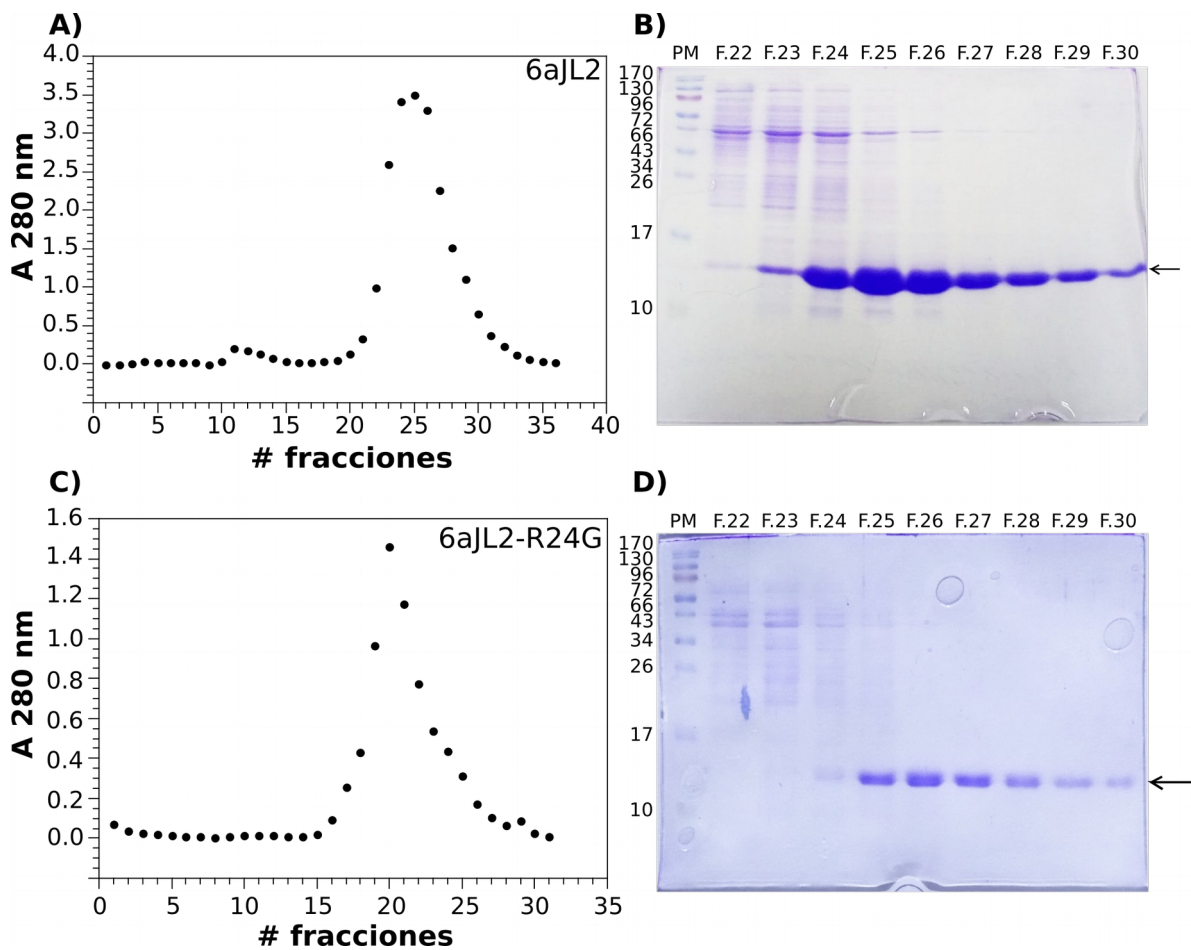 A)
6aJL2
4.0
3.5
3.0
2.5
2.0
1.5
1.0
0.5
0.0
A 280 nm
0 5 10 15 20 25 30 35 40
# fracciones
B)
PM F.22 F.23 F.24 F.25 F.26 F.27 F.28 F.29 F.30
170
130
96
72
66
43
34
26
17
10
C)
6aJL2-R24G
1.6
1.4
1.2
1.0
0.8
0.6
0.4
0.2
0.0
A 280 nm
0 5 10 15 20 25 30 35
# fracciones
D)
PM F.22 F.23 F.24 F.25 F.26 F.27 F.28 F.29 F.30
170
130
96
72
66
43
34
26
17
10